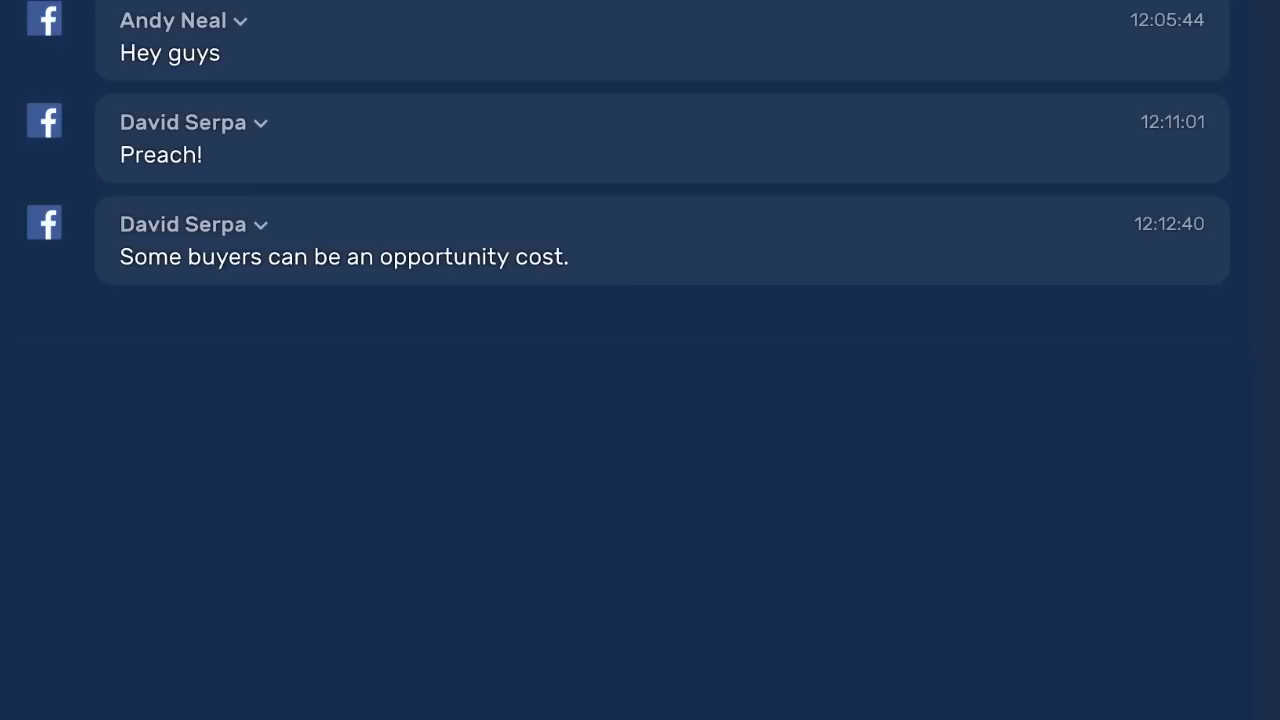 Andy Neal
12:05:44
Hey guys
David Serpa
12:11:01
Preach!
David Serpa
12:12:40
Some buyers can be an opportunity cost.